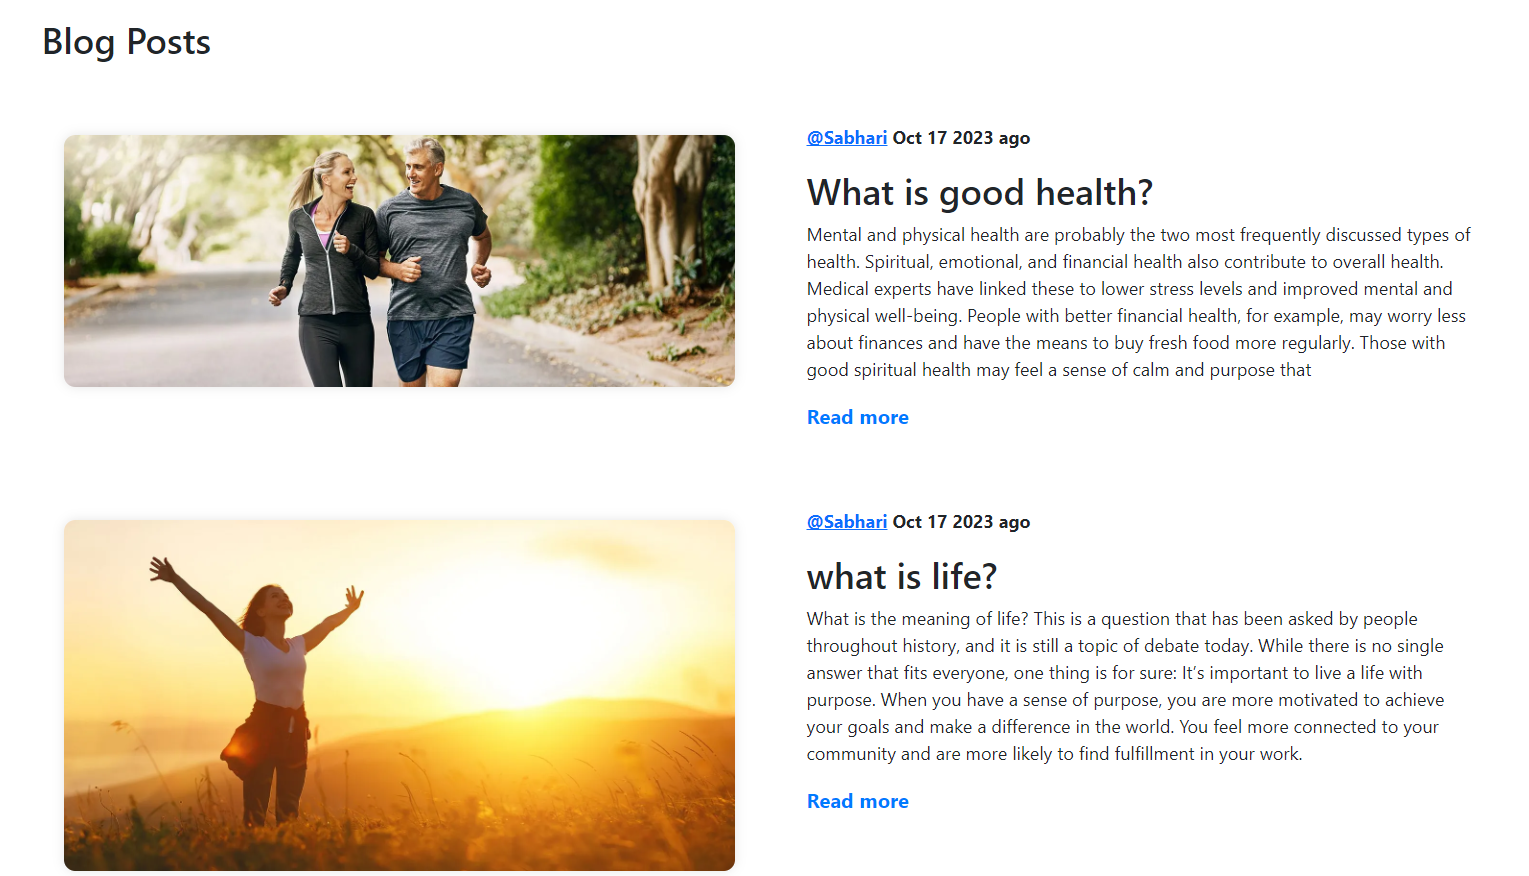 Blog Posts
@Sabhari Oct 17 2023 ago
What is good health?
Mental and physical health are probably the two most frequently discussed types of
health. Spiritual, emotional, and financial health also contribute to overall health.
Medical experts have linked these to lower stress levels and improved mental and
physical well-being. People with better financial health, for example, may worry less
about finances and have the means to buy fresh food more regularly. Those with
good spiritual health may feel a sense of calm and purpose that
Read more
@Sabhari Oct 17 2023 ago
what is life?
What is the meaning of life? This is a question that has been asked by people
throughout history, and it is still a topic of debate today. While there is no single
answer that fits everyone, one thing is for sure: It’s important to live a life with
purpose. When you have a sense of purpose, you are more motivated to achieve
your goals and make a difference in the world. You feel more connected to your
community and are more likely to find fulfillment in your work.
Read more